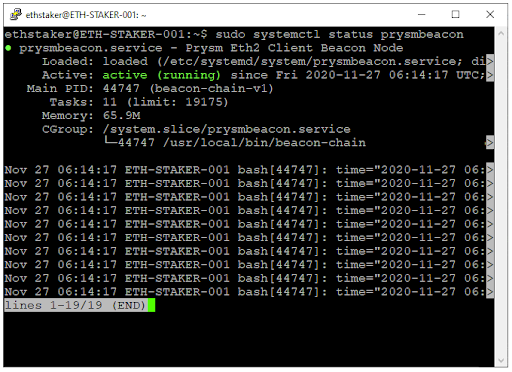 ethstaker@ETH-STAKER-001: ~
ethstaker@ETH-STAKER-001:~$ sudo systemctl status prysmbeacon
● prysmbeacon.service - Prysm Eth2 Client Beacon Node
Loaded: loaded (/etc/systemd/system/prysmbeacon.service; di>
Active: active (running) since Fri 2020-11-27 06:14:17 UTC;>
Main PID: 44747 (beacon-chain-v1)
Tasks: 11 (limit: 19175)
Memory: 65.9M
CGroup: /system.slice/prysmbeacon.service
└─44747 /usr/local/bin/beacon-chain >
Nov 27 06:14:17 ETH-STAKER-001 bash[44747]: time="2020-11-27 06:>
Nov 27 06:14:17 ETH-STAKER-001 bash[44747]: time="2020-11-27 06:>
Nov 27 06:14:17 ETH-STAKER-001 bash[44747]: time="2020-11-27 06:>
Nov 27 06:14:17 ETH-STAKER-001 bash[44747]: time="2020-11-27 06:>
Nov 27 06:14:17 ETH-STAKER-001 bash[44747]: time="2020-11-27 06:>
Nov 27 06:14:17 ETH-STAKER-001 bash[44747]: time="2020-11-27 06:>
Nov 27 06:14:17 ETH-STAKER-001 bash[44747]: time="2020-11-27 06:>
Nov 27 06:14:17 ETH-STAKER-001 bash[44747]: time="2020-11-27 06:>
Nov 27 06:14:17 ETH-STAKER-001 bash[44747]: time="2020-11-27 06:>
Nov 27 06:14:17 ETH-STAKER-001 bash[44747]: time="2020-11-27 06:>
lines 1-19/19 (END)